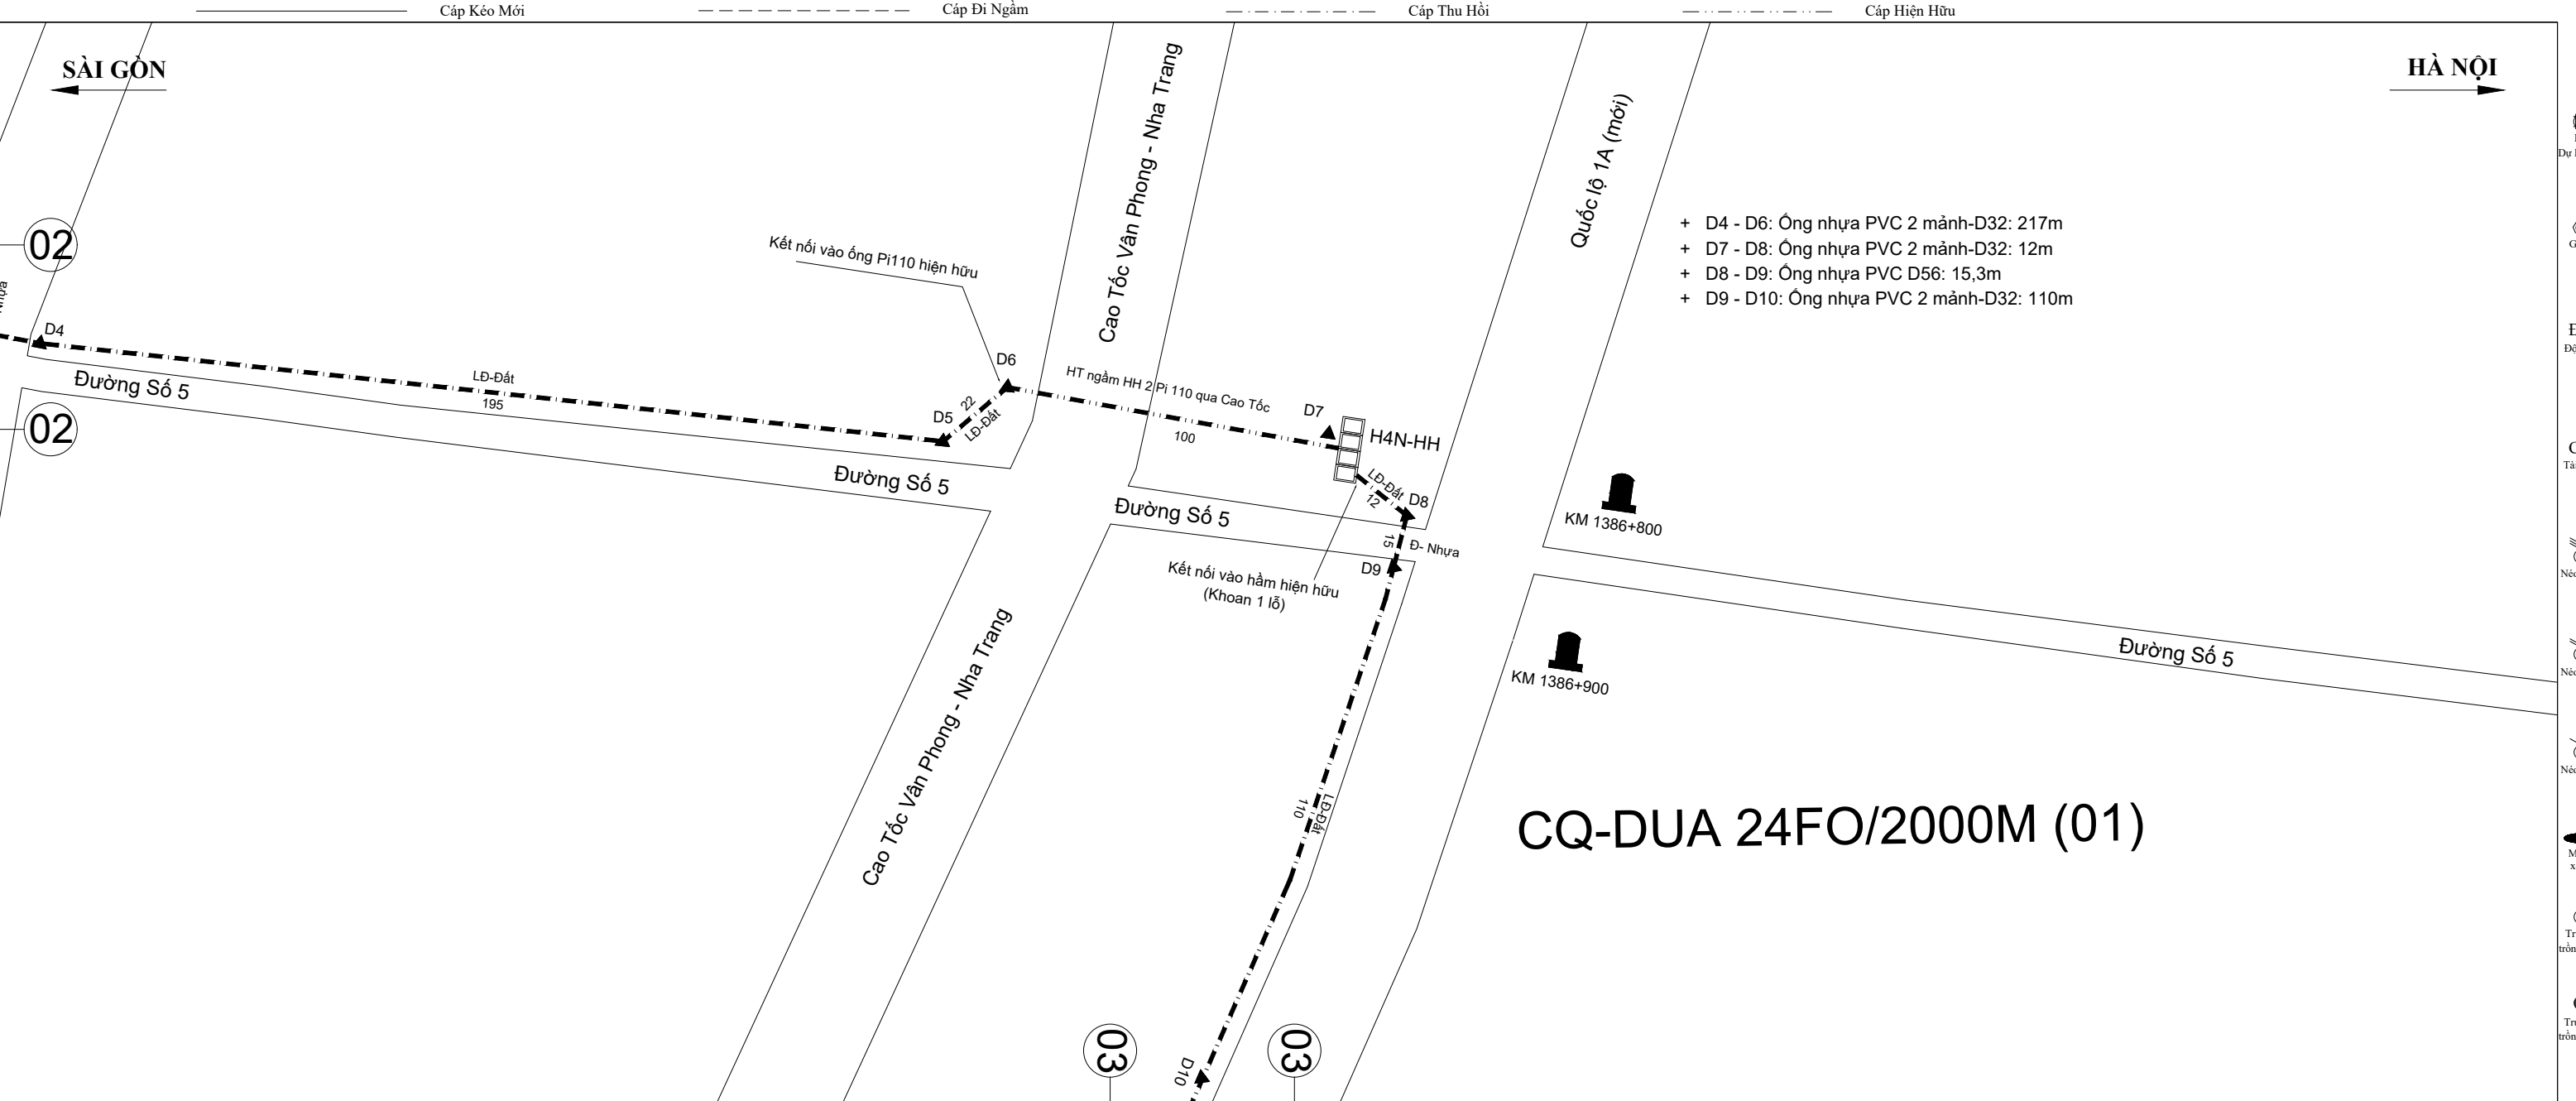 Cáp Kéo Mới
Cáp Đi Ngầm
Cáp Thu Hồi
Cáp Hiện Hữu
SÀI GÒN
HÀ NỘI
Cao Tốc Vân Phong - Nha Trang
Quốc lộ 1A (mới)
+ D4 - D6: Ống nhựa PVC 2 mảnh-D32: 217m
+ D7 - D8: Ống nhựa PVC 2 mảnh-D32: 12m
+ D8 - D9: Ống nhựa PVC D56: 15,3m
+ D9 - D10: Ống nhựa PVC 2 mảnh-D32: 110m
02
Kết nối vào ống Pi110 hiện hữu
D4
D6
LĐ-Đất
195
Đường Số 5
D5
22
LĐ-Đất
HT ngầm HH 2 Pi 110 qua Cao Tốc
100
D7
H4N-HH
02
Đường Số 5
LĐ-Đất
12
D8
Đường Số 5
15
Đ- Nhựa
KM 1386+800
D9
Kết nối vào hầm hiện hữu
(Khoan 1 lỗ)
KM 1386+900
Đường Số 5
Cao Tốc Vân Phong - Nha Trang
110
LĐ-Đất
CQ-DUA 24FO/2000M (01)
03
03
D10